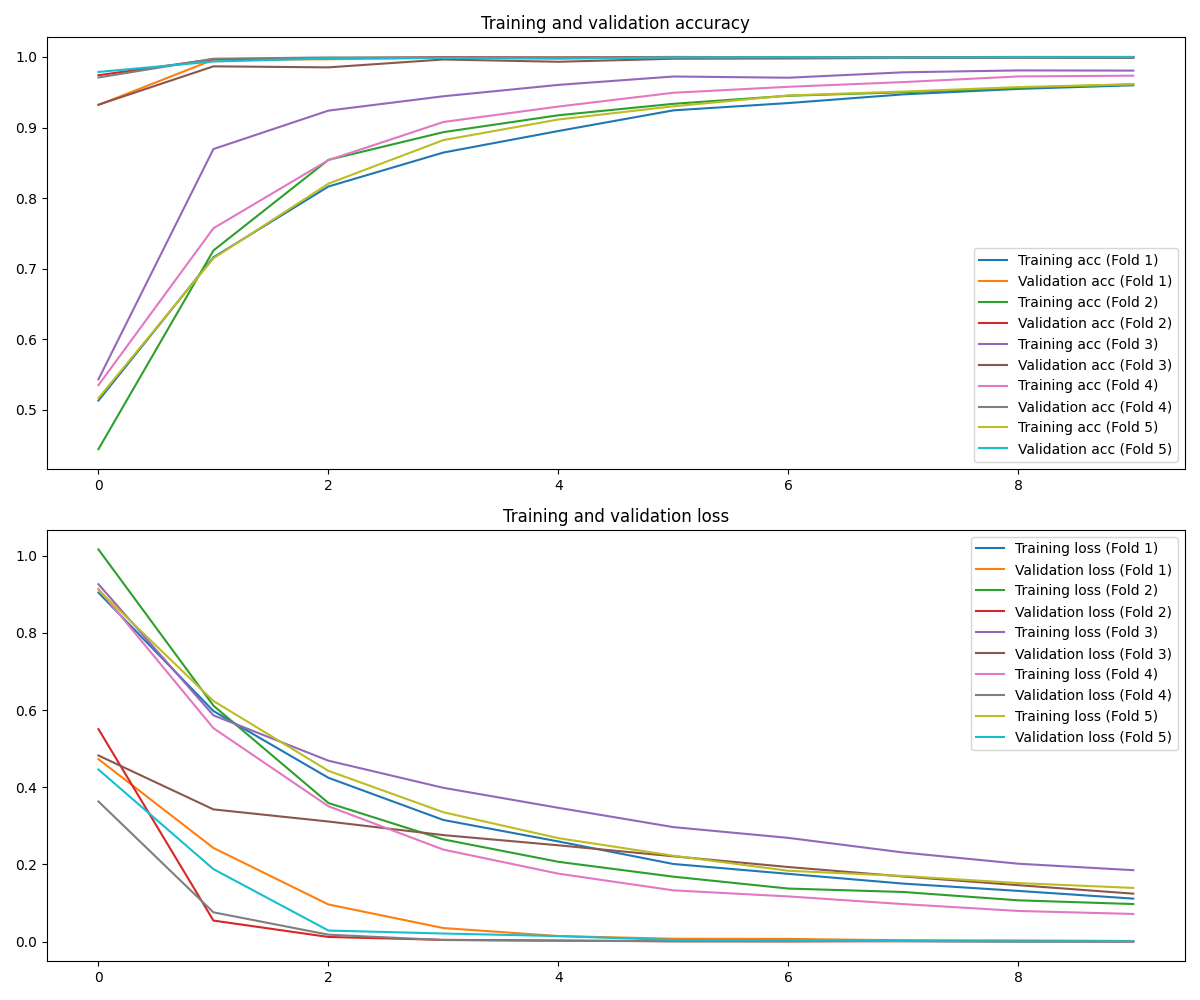 Training and validation accuracy
1.0
0.9
0.8
0.7
0.6
0.5
Training acc (Fold 1)
Validation acc (Fold 1)
Training acc (Fold 2)
Validation acc (Fold 2)
Training acc (Fold 3)
Validation acc (Fold 3)
Training acc (Fold 4)
Validation acc (Fold 4)
Training acc (Fold 5)
Validation acc (Fold 5)
0 2 4 6 8
Training and validation loss
1.0
0.8
0.6
0.4
0.2
0.0
Training loss (Fold 1)
Validation loss (Fold 1)
Training loss (Fold 2)
Validation loss (Fold 2)
Training loss (Fold 3)
Validation loss (Fold 3)
Training loss (Fold 4)
Validation loss (Fold 4)
Training loss (Fold 5)
Validation loss (Fold 5)
0 2 4 6 8